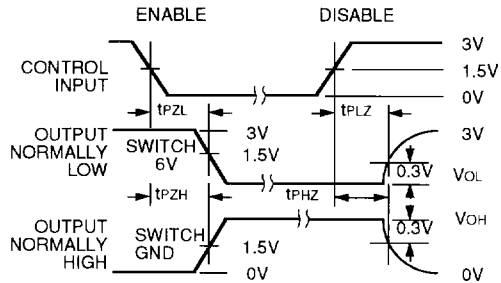 ENABLE DISABLE
3V
CONTROL INPUT 1.5V
0V
tPZL tPLZ
OUTPUT NORMALLY LOW
SWITCH 6V
3V
1.5V
3V
0.3V
VOL
tPZH tPHZ
VOH
0.3V
OUTPUT NORMALLY HIGH
SWITCH GND
1.5V
0V
0V